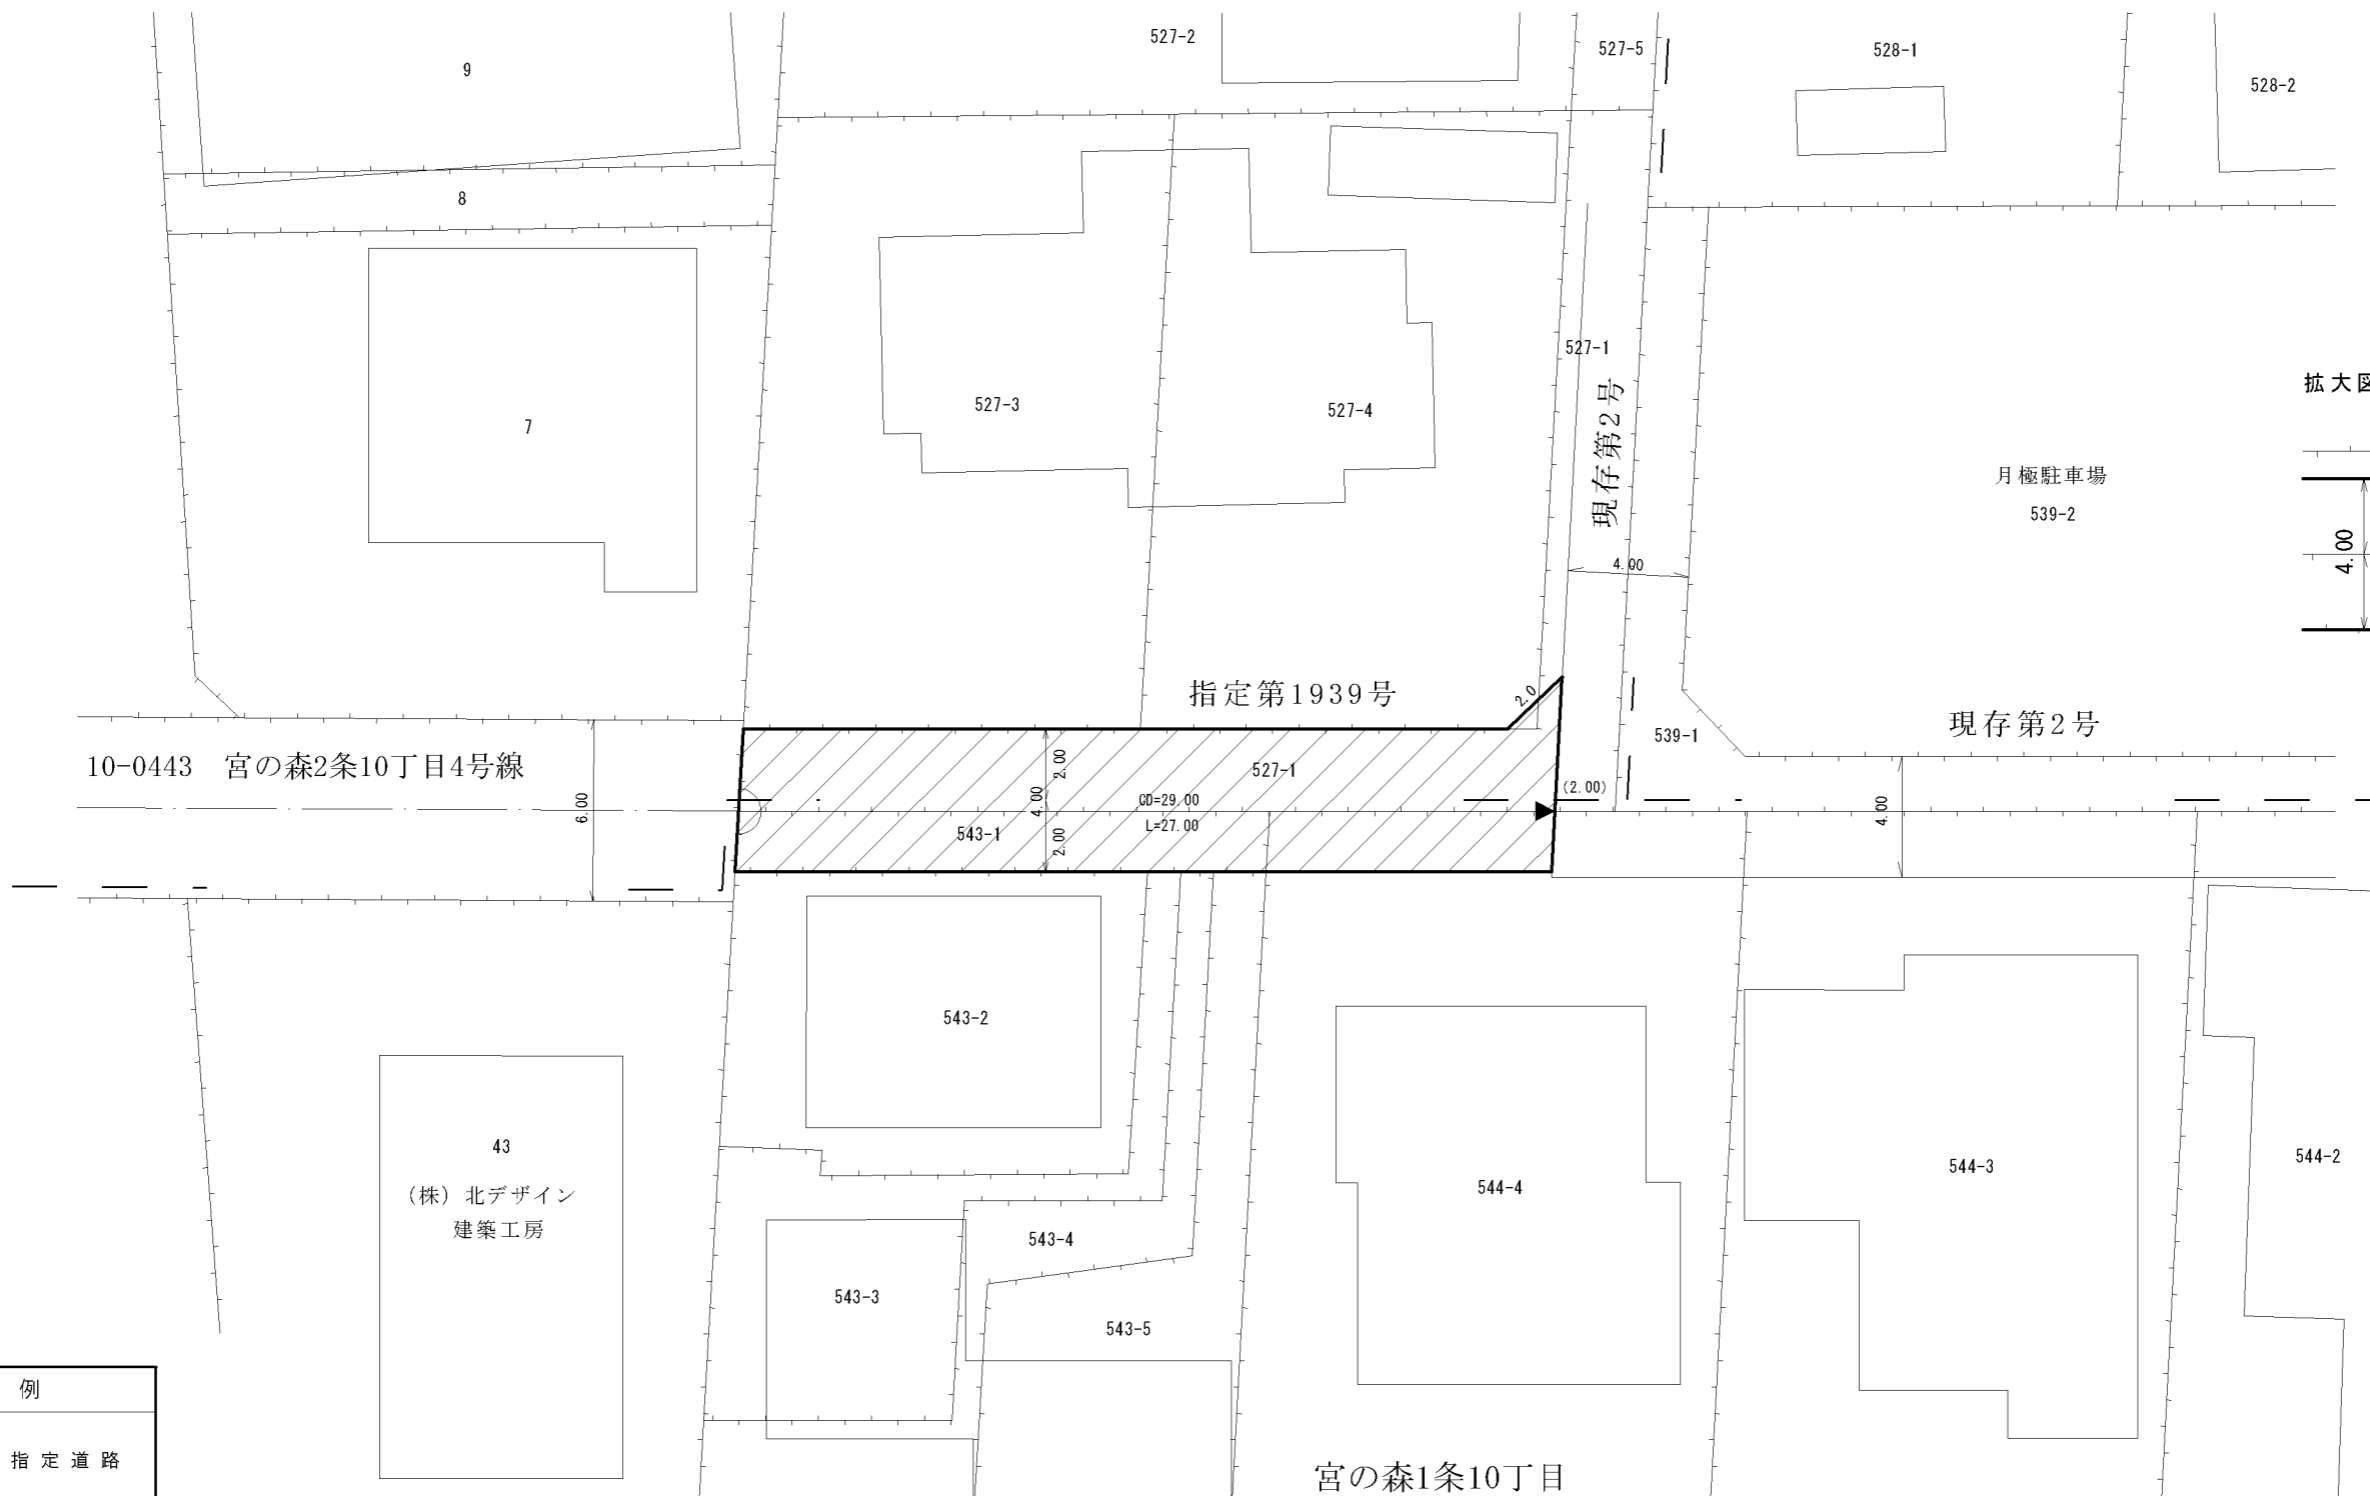 527-2
527-5
528-1
528-2
9
8
7
527-3
527-4
527-1
現存第2号
4.00
月極駐車場
539-2
拡大図
4.00
指定第1939号
2.0
10-0443 宮の森2条10丁目4号線
6.00
2.00
4.00
2.00
527-1
CD=29.00
L=27.00
543-1
(2.00)
539-1
現存第2号
4.00
543-2
43
(株)北デザイン
建築工房
543-4
543-3
543-5
544-4
544-3
544-2
例
指定道路
宮の森1条10丁目